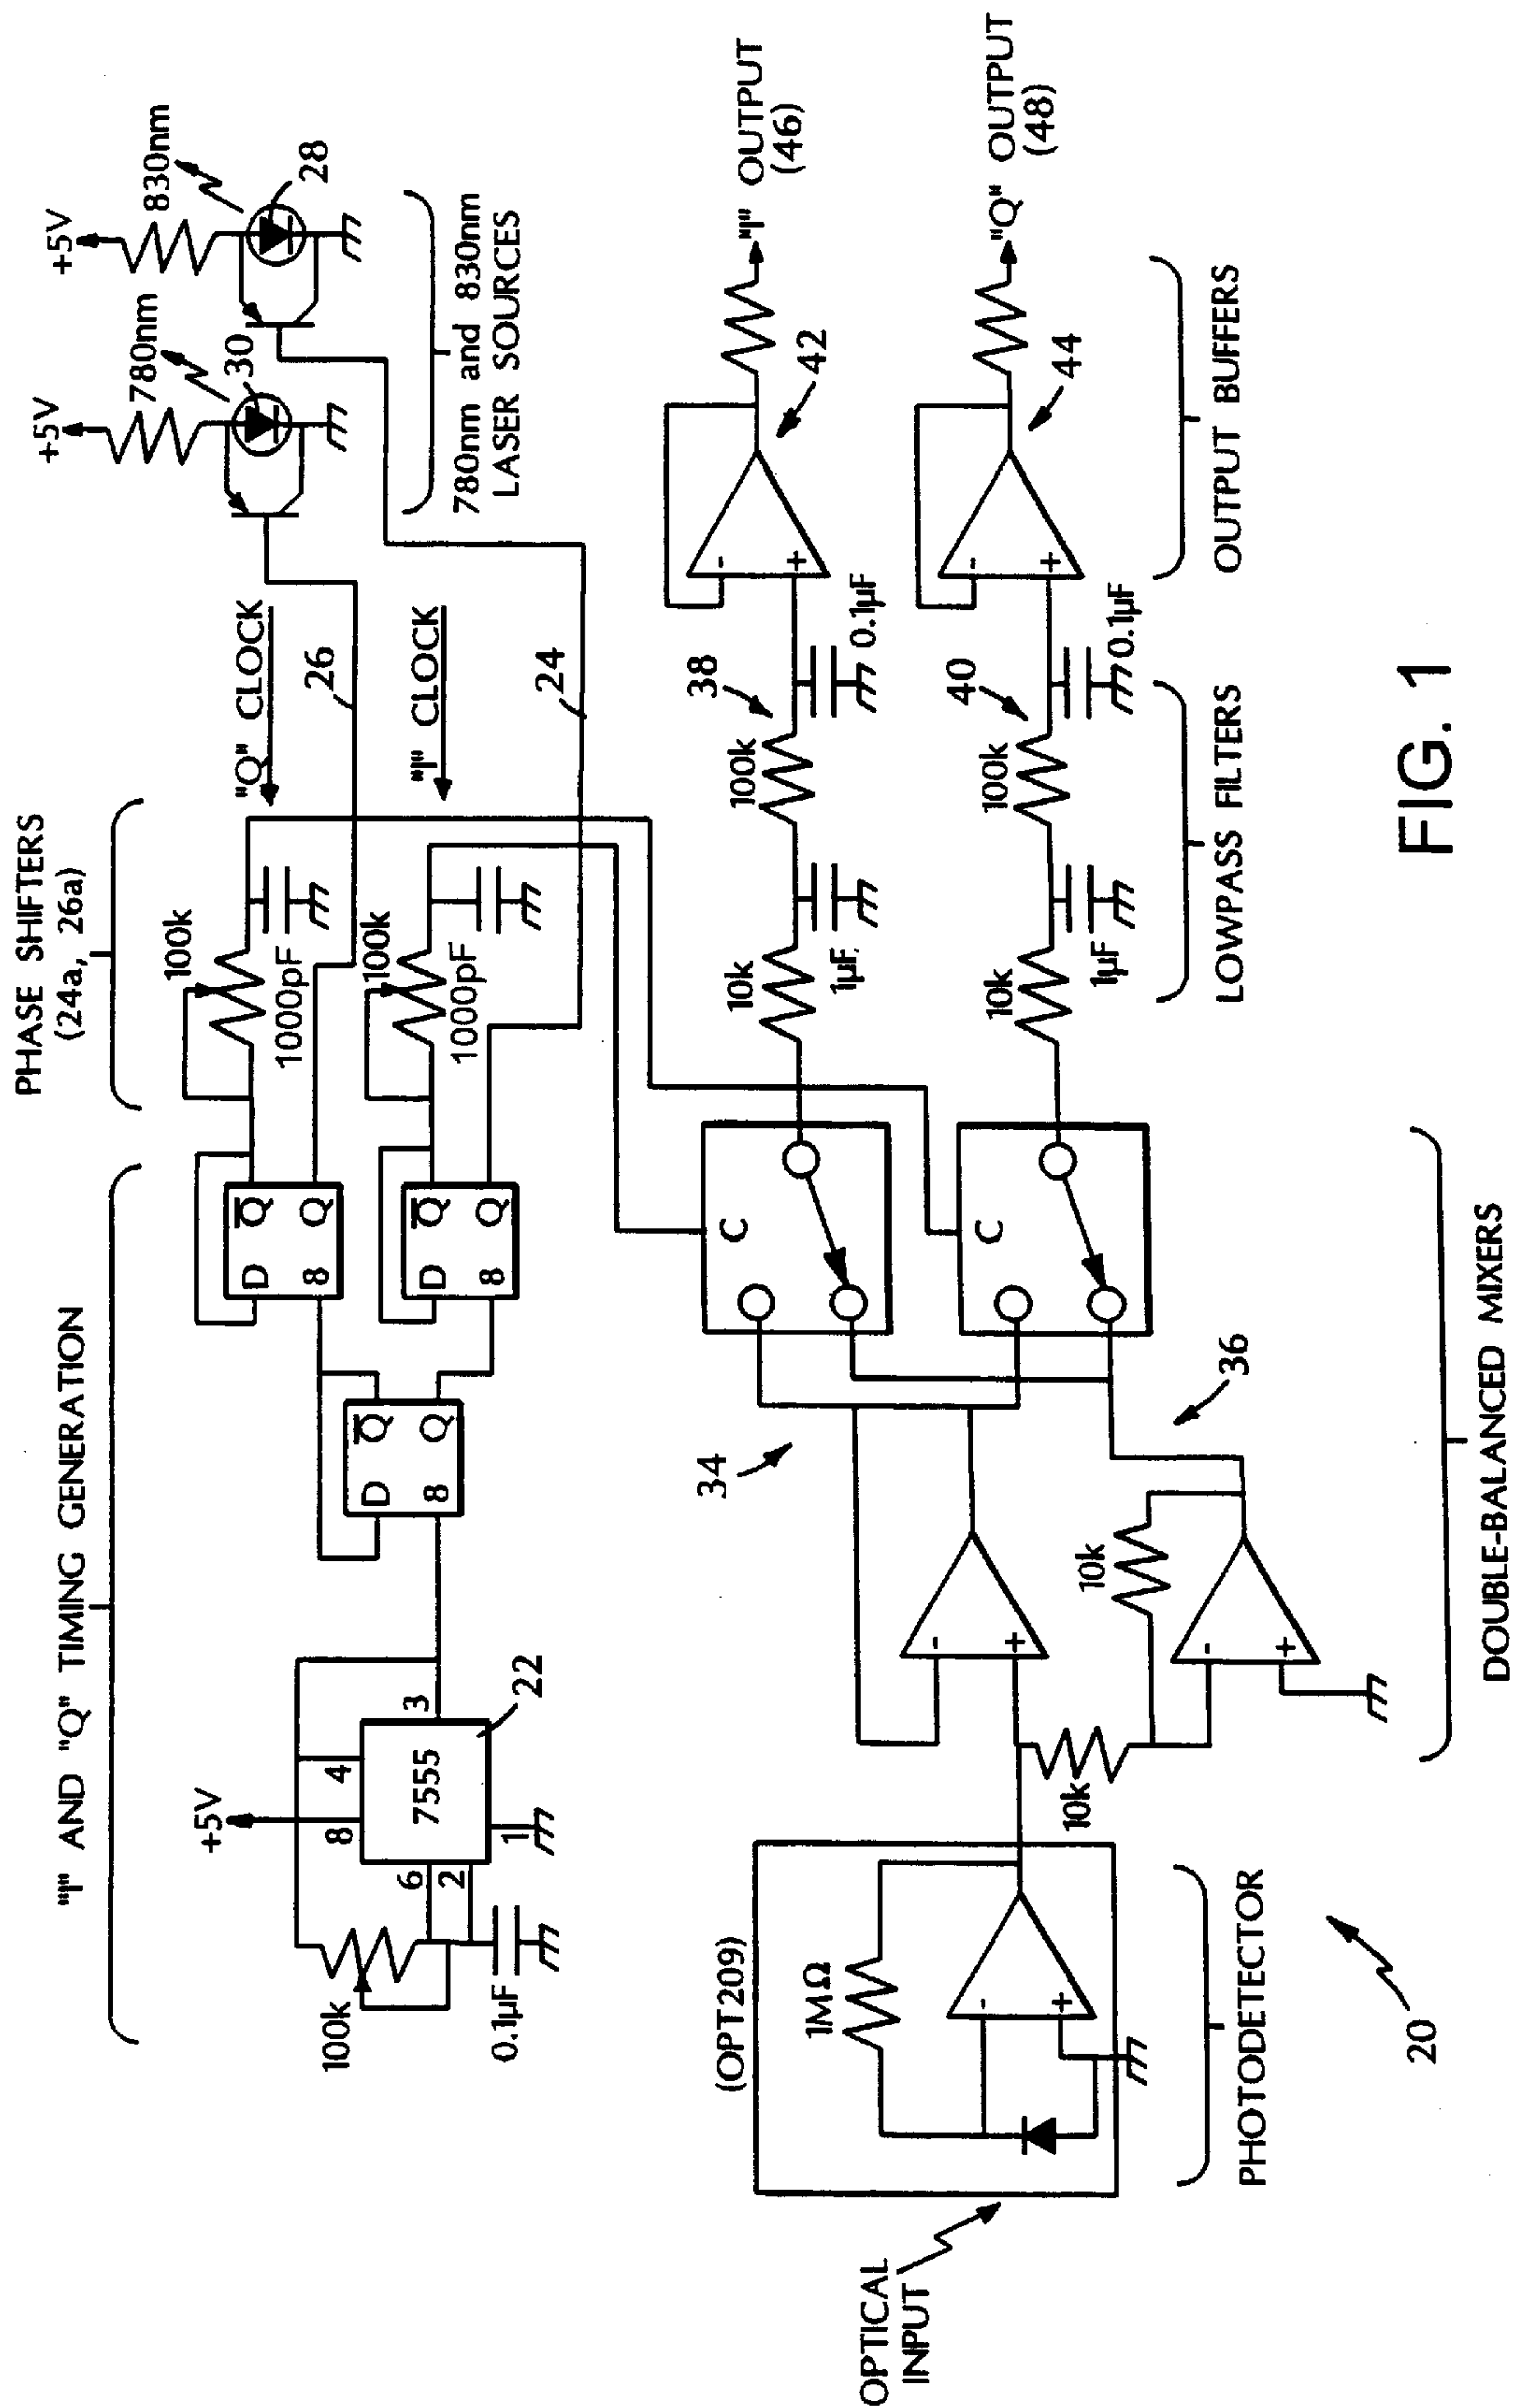 "I" AND "Q" TIMING GENERATION
PHASE SHIFTERS
(24a, 26a)
+5V
+5V
780nm
830nm
30
28
780nm and 830nm
LASER SOURCES
+5V
100k
0.1µF
8
4
6
2
7555
3
1
22
D
Q
8
Q
D
Q
8
Q
D
Q
8
Q
100k
1000pF
100k
1000pF
"Q" CLOCK
26
"I" CLOCK
24
OPTICAL
INPUT
(OPT209)
1MΩ
-
+
PHOTODETECTOR
20
10k
-
+
10k
-
+
34
36
C
C
DOUBLE-BALANCED MIXERS
10k
1µF
100k
38
0.1µF
10k
1µF
100k
40
0.1µF
LOWPASS FILTERS
-
+
42
-
+
44
OUTPUT BUFFERS
"I" OUTPUT
(46)
"Q" OUTPUT
(48)
FIG. 1